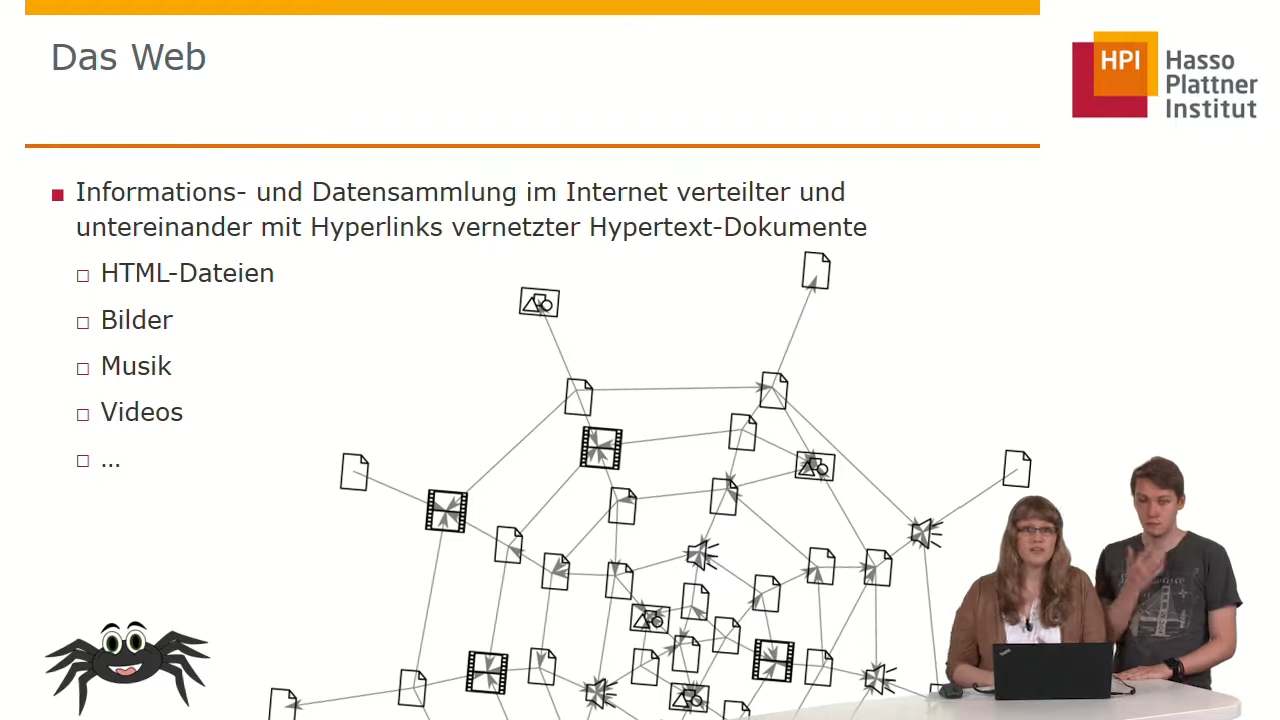 Das Web
HPI
Hasso
Plattner
Institut
Informations- und Datensammlung im Internet verteilter und
untereinander mit Hyperlinks vernetzter Hypertext-Dokumente
HTML-Dateien
Bilder
Musik
Videos
...